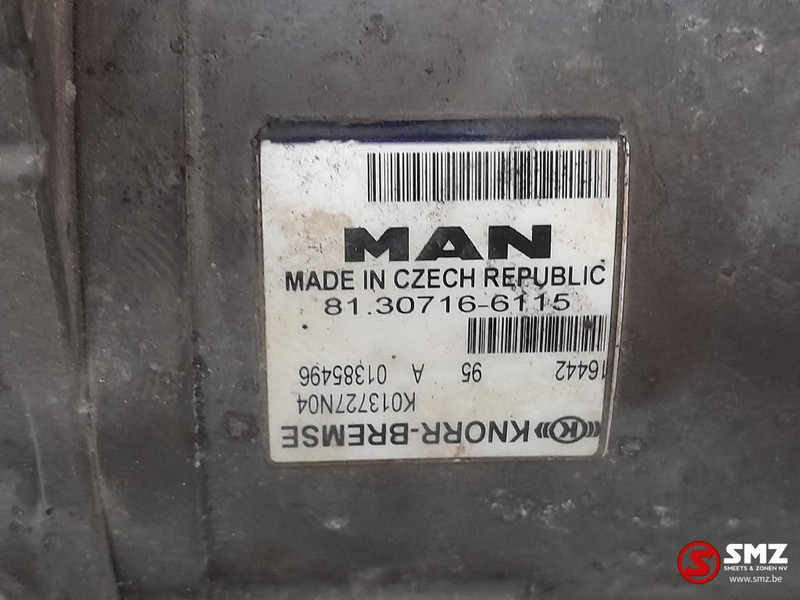 MAN
MADE IN CZECH REPUBLIC
81.30716-6115
KNORR-BREMSE
K013727N04
16442 95 A 01385496
SMZ
SMEETS & ZONEN NV
www.smz.be